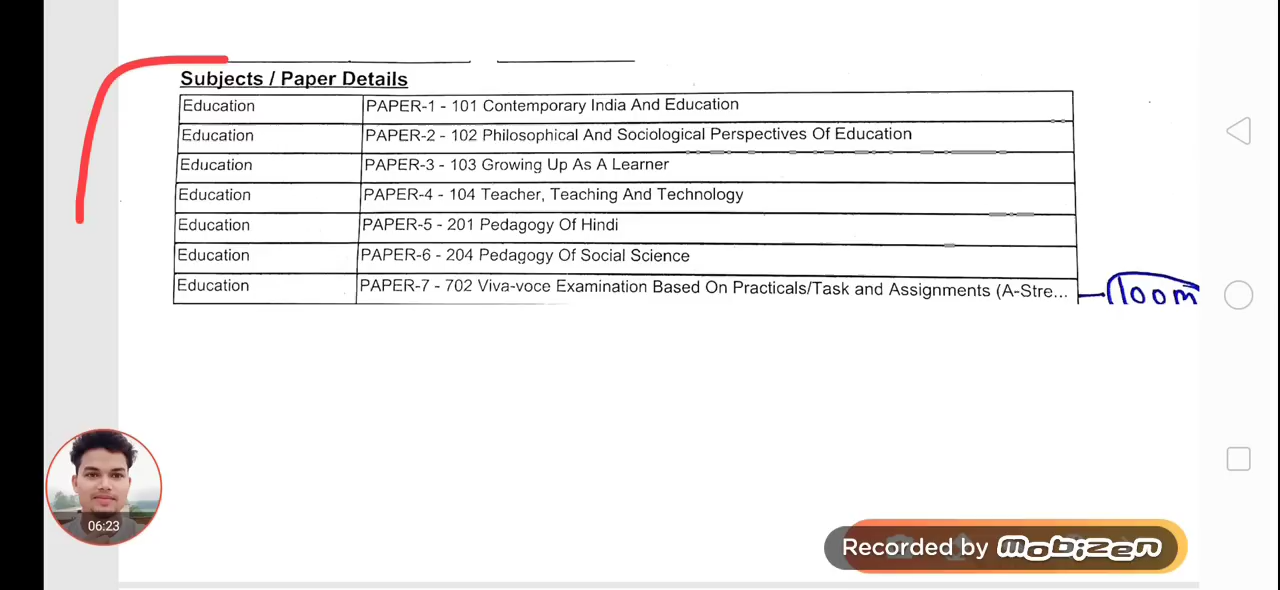 Subjects / Paper Details
Education PAPER-1 - 101 Contemporary India And Education
Education PAPER-2 - 102 Philosophical And Sociological Perspectives Of Education
Education PAPER-3 - 103 Growing Up As A Learner
Education PAPER-4 - 104 Teacher, Teaching And Technology
Education PAPER-5 - 201 Pedagogy Of Hindi
Education PAPER-6 - 204 Pedagogy Of Social Science
Education PAPER-7 - 702 Viva-voce Examination Based On Practicals/Task and Assignments (A-Stre... 100 m
06:23
Recorded by mobizen